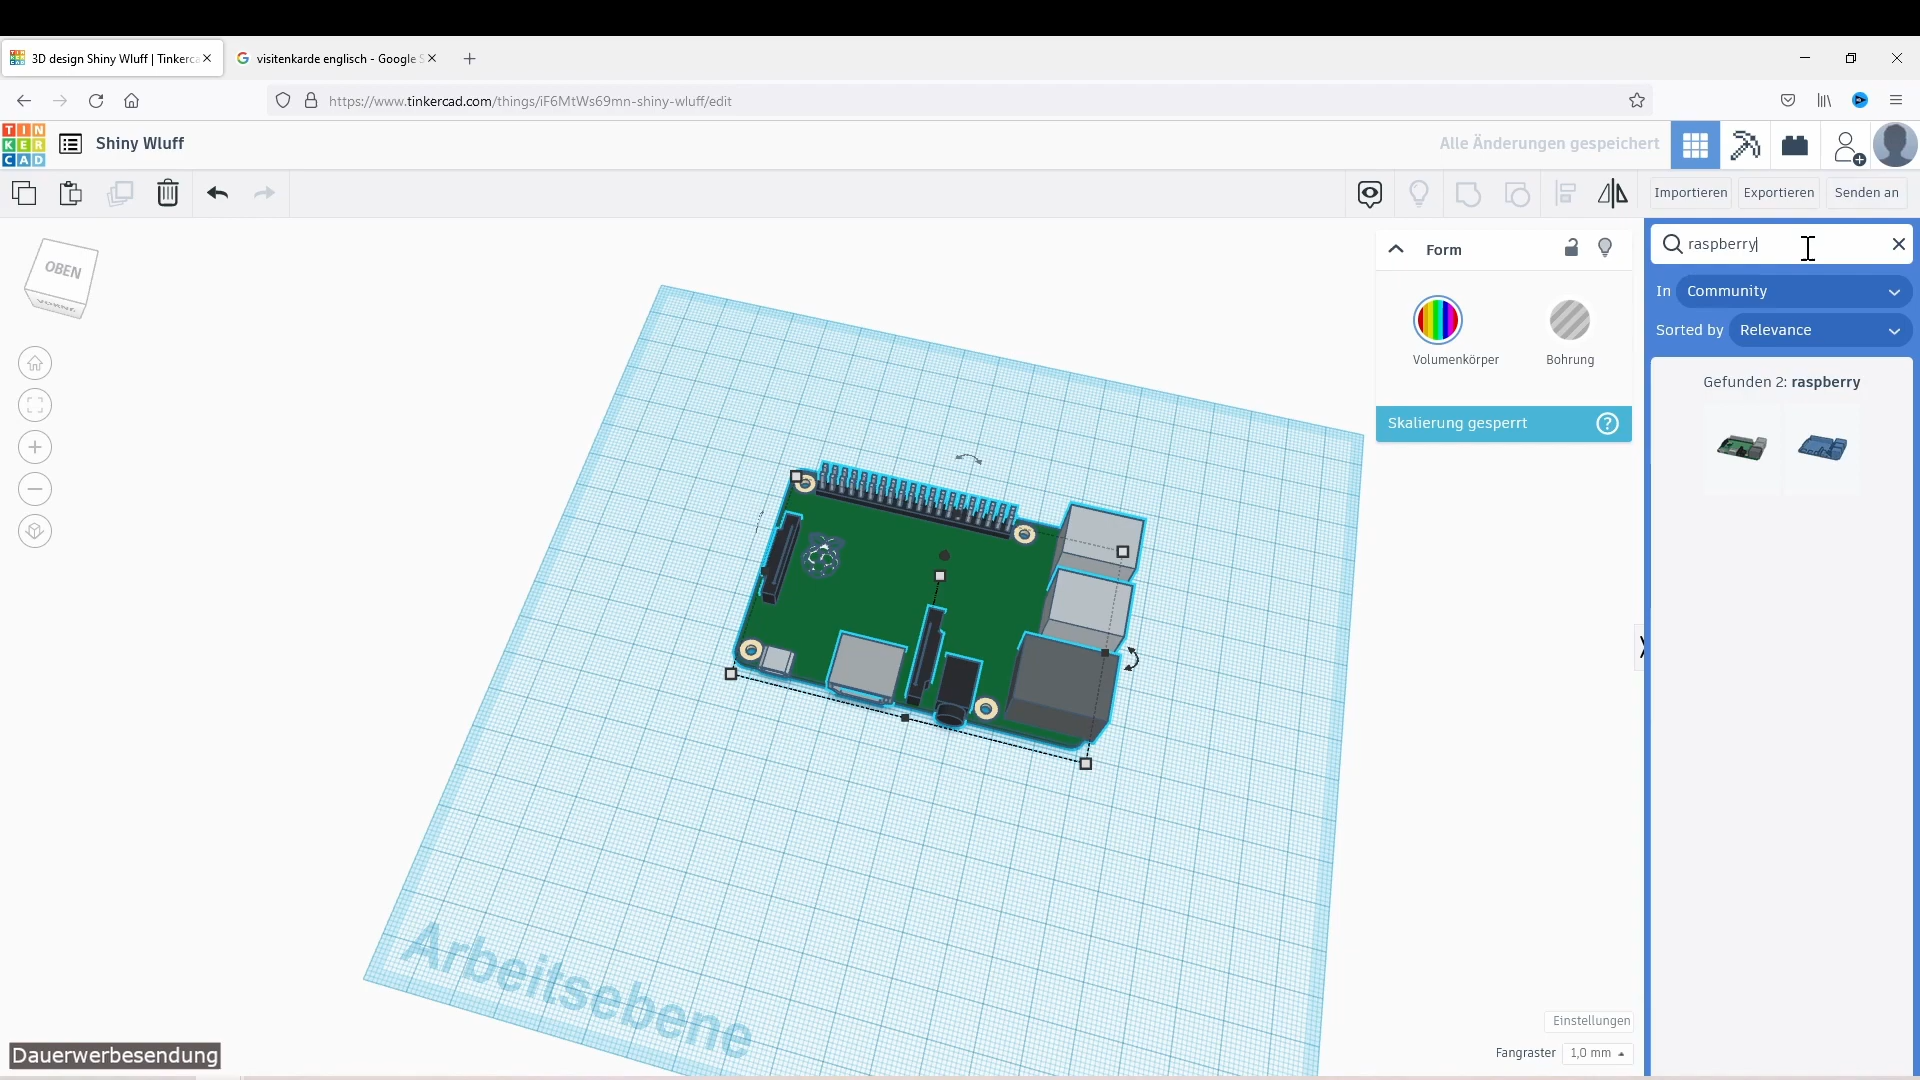 3D design Shiny Wluff | Tinkerca
visitenkarde englisch - Google S
https://www.tinkercad.com/things/iF6MtWs69mn-shiny-wluff/edit
TIN
KER
CAD
Shiny Wluff
Alle Änderungen gespeichert
Importieren
Exportieren
Senden an
OBEN
VORNE
Form
Volumenkörper
Bohrung
Skalierung gesperrt
?
raspberry
In Community
Sorted by Relevance
Gefunden 2: raspberry
Arbeitsebene
Einstellungen
Fangraster 1,0 mm
Dauerwerbesendung